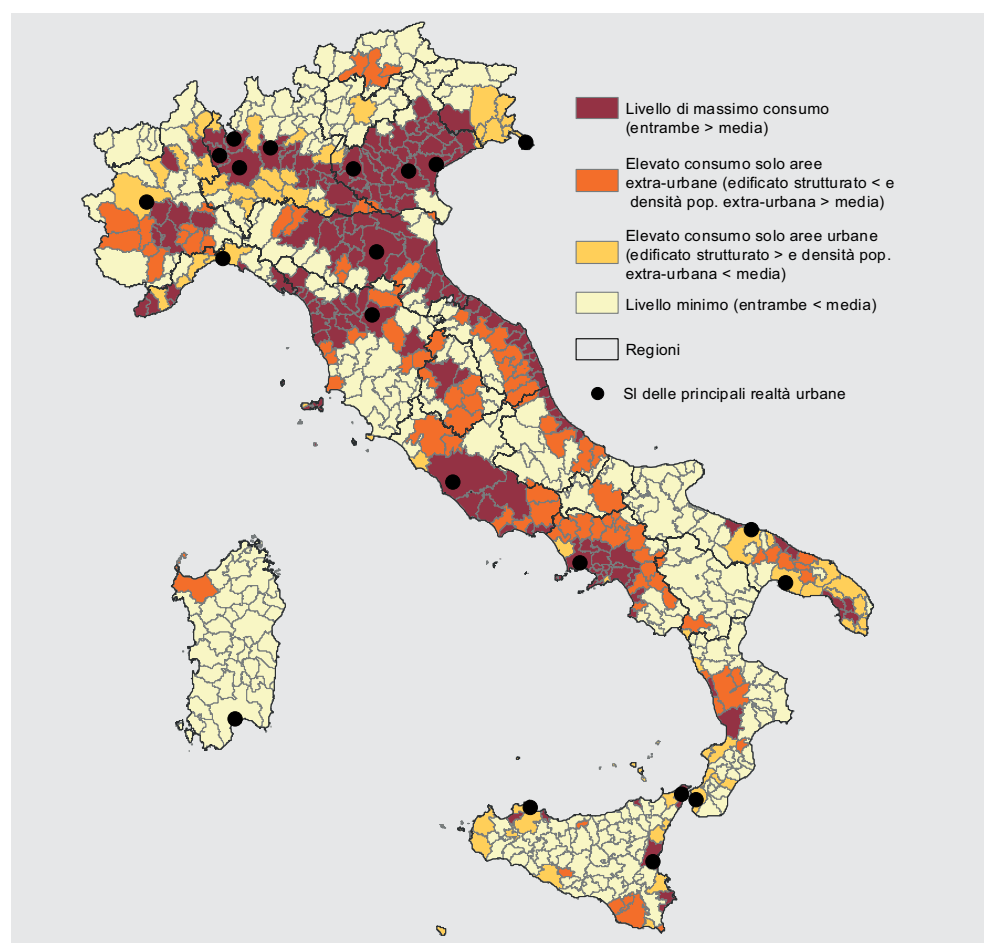 Livello di massimo consumo
(entrambe > media)
Elevato consumo solo aree
extra-urbane (edificato strutturato < e
densità pop. extra-urbana > media)
Elevato consumo solo aree urbane
(edificato strutturato > e densità pop.
extra-urbana < media)
Livello minimo (entrambe < media)
Regioni
Sl delle principali realtà urbane